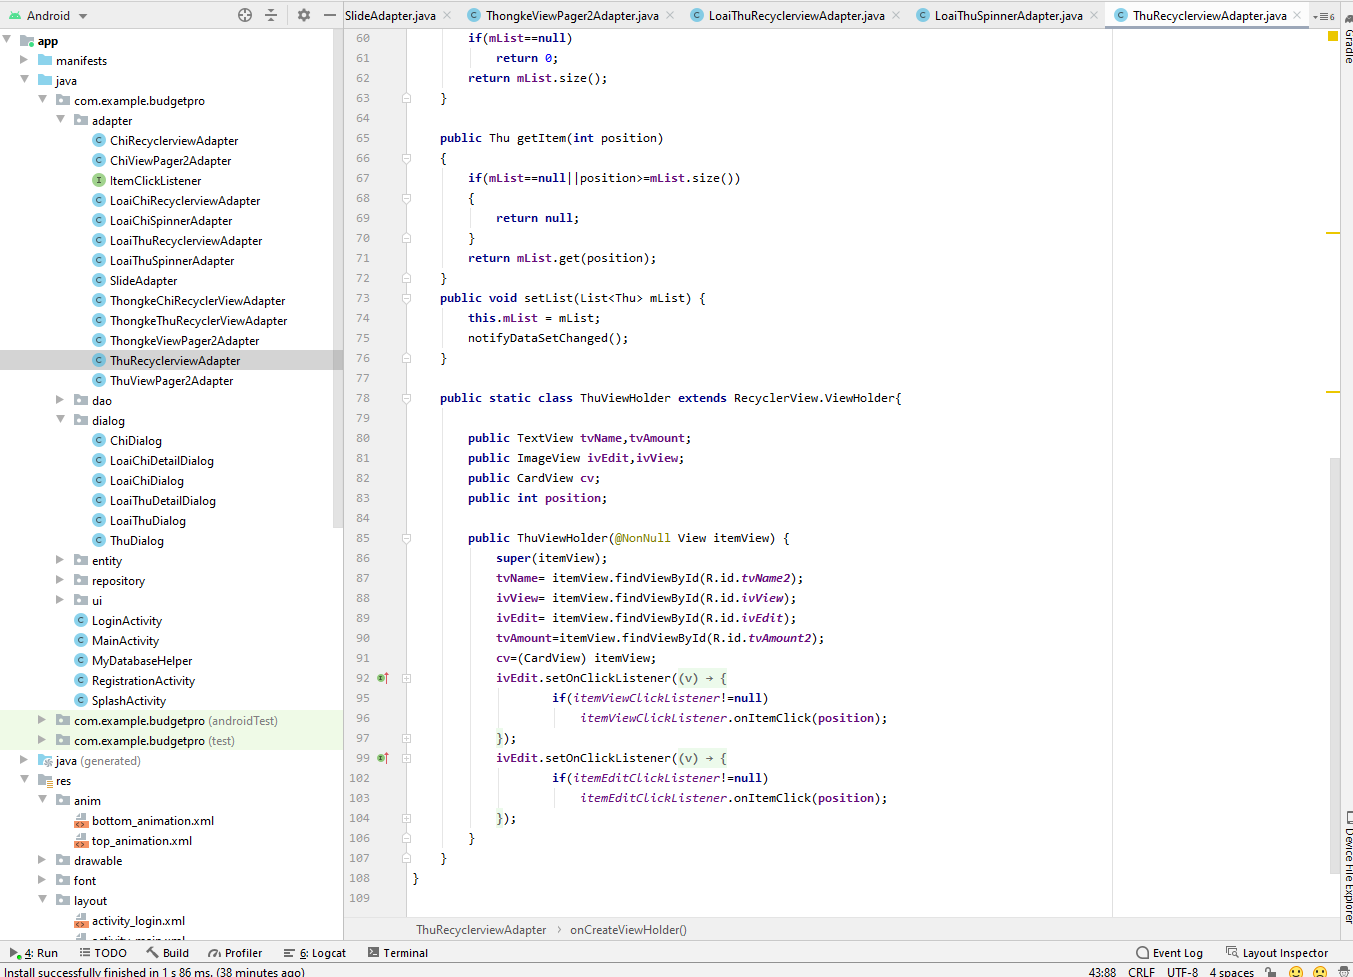 Android
SlideAdapter.java
ThongkeViewPager2Adapter.java
LoaiThuRecyclerviewAdapter.java
LoaiThuSpinnerAdapter.java
ThuRecyclerviewAdapter.java
6
app
manifests
java
com.example.budgetpro
adapter
ChiRecyclerviewAdapter
ChiViewPager2Adapter
ItemClickListener
LoaiChiRecyclerviewAdapter
LoaiChiSpinnerAdapter
LoaiThuRecyclerviewAdapter
LoaiThuSpinnerAdapter
SlideAdapter
ThongkeChiRecyclerViewAdapter
ThongkeThuRecyclerViewAdapter
ThongkeViewPager2Adapter
ThuRecyclerviewAdapter
ThuViewPager2Adapter
dao
dialog
ChiDialog
LoaiChiDetailDialog
LoaiChiDialog
LoaiThuDetailDialog
LoaiThuDialog
ThuDialog
entity
repository
ui
LoginActivity
MainActivity
MyDatabaseHelper
RegistrationActivity
SplashActivity
com.example.budgetpro (androidTest)
com.example.budgetpro (test)
java (generated)
res
anim
bottom_animation.xml
top_animation.xml
drawable
font
layout
activity_login.xml
activity_main.xml
60 if(mList==null)
61 return 0;
62 return mList.size();
63 }
64
65 public Thu getItem(int position)
66 {
67 if(mList==null||position>=mList.size())
68 {
69 return null;
70 }
71 return mList.get(position);
72 }
73 public void setList(List<Thu> mList) {
74 this.mList = mList;
75 notifyDataSetChanged();
76 }
77
78 public static class ThuViewHolder extends RecyclerView.ViewHolder{
79
80 public TextView tvName,tvAmount;
81 public ImageView ivEdit,ivView;
82 public CardView cv;
83 public int position;
84
85 public ThuViewHolder(@NonNull View itemView) {
86 super(itemView);
87 tvName= itemView.findViewById(R.id.tvName2);
88 ivView= itemView.findViewById(R.id.ivView);
89 ivEdit= itemView.findViewById(R.id.ivEdit);
90 tvAmount=itemView.findViewById(R.id.tvAmount2);
91 cv=(CardView) itemView;
92 ivEdit.setOnClickListener((v) → {
95 if(itemViewClickListener!=null)
96 itemViewClickListener.onItemClick(position);
97 });
99 ivEdit.setOnClickListener((v) → {
102 if(itemEditClickListener!=null)
103 itemEditClickListener.onItemClick(position);
104 });
106 }
107 }
108 }
109
ThuRecyclerviewAdapter › onCreateViewHolder()
Gradle
Device File Explorer
4: Run
TODO
Build
Profiler
6: Logcat
Terminal
Event Log
Layout Inspector
Install successfully finished in 1 s 86 ms. (38 minutes ago)
43:88 CRLF UTF-8 4 spaces